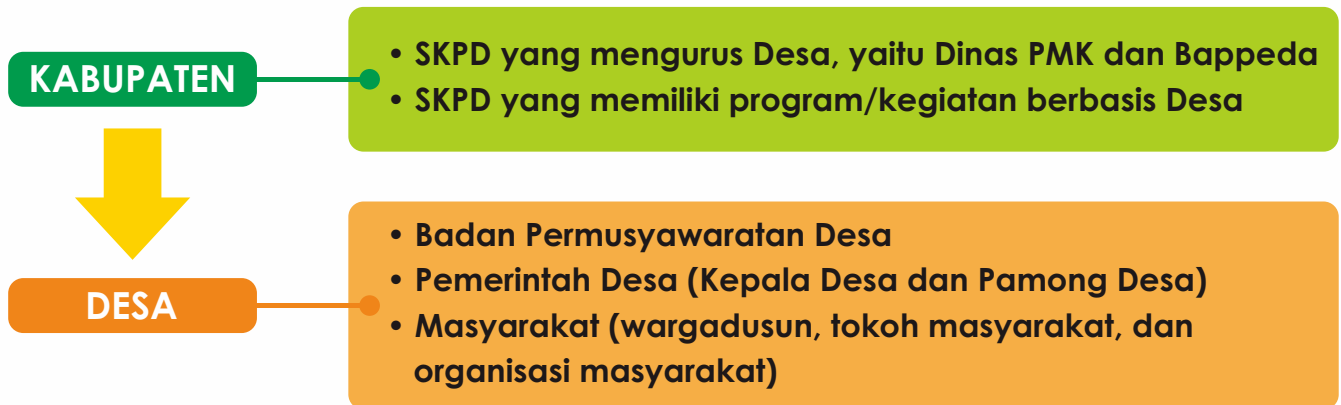 KABUPATEN
• SKPD yang mengurus Desa, yaitu Dinas PMK dan Bappeda
• SKPD yang memiliki program/kegiatan berbasis Desa
DESA
• Badan Permusyawaratan Desa
• Pemerintah Desa (Kepala Desa dan Pamong Desa)
• Masyarakat (wargadusun, tokoh masyarakat, dan
organisasi masyarakat)